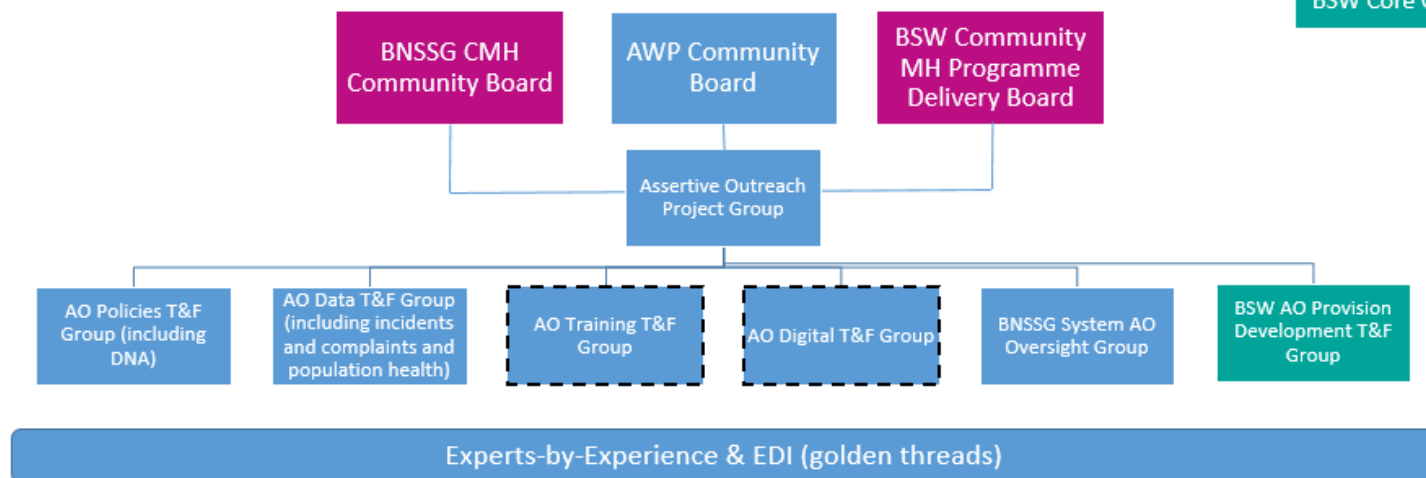 BSW Core
BNSSG CMH
Community Board
AWP Community
Board
BSW Community
MH Programme
Delivery Board
Assertive Outreach
Project Group
AO Policies T&F
Group (including
DNA)
AO Data T&F Group
(including incidents
and complaints and
population health)
AO Training T&F
Group
AO Digital T&F Group
BNSSG System AO
Oversight Group
BSW AO Provision
Development T&F
Group
Experts-by-Experience & EDI (golden threads)